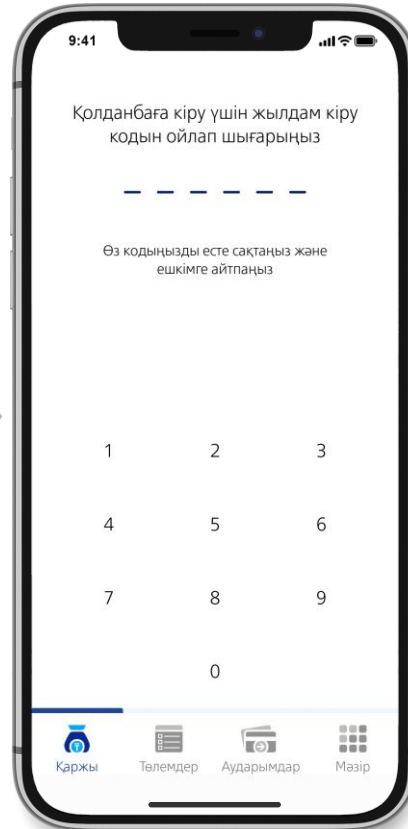 9:41
Қолданбаға кіру үшін жылдам кіру
кодын ойлап шығарыңыз
Өз кодыңызды есте сақтаңыз және
ешкімге айтпаңыз
1 2 3
4 5 6
7 8 9
0
Қаржы Төлемдер Аударымдар Мәзір